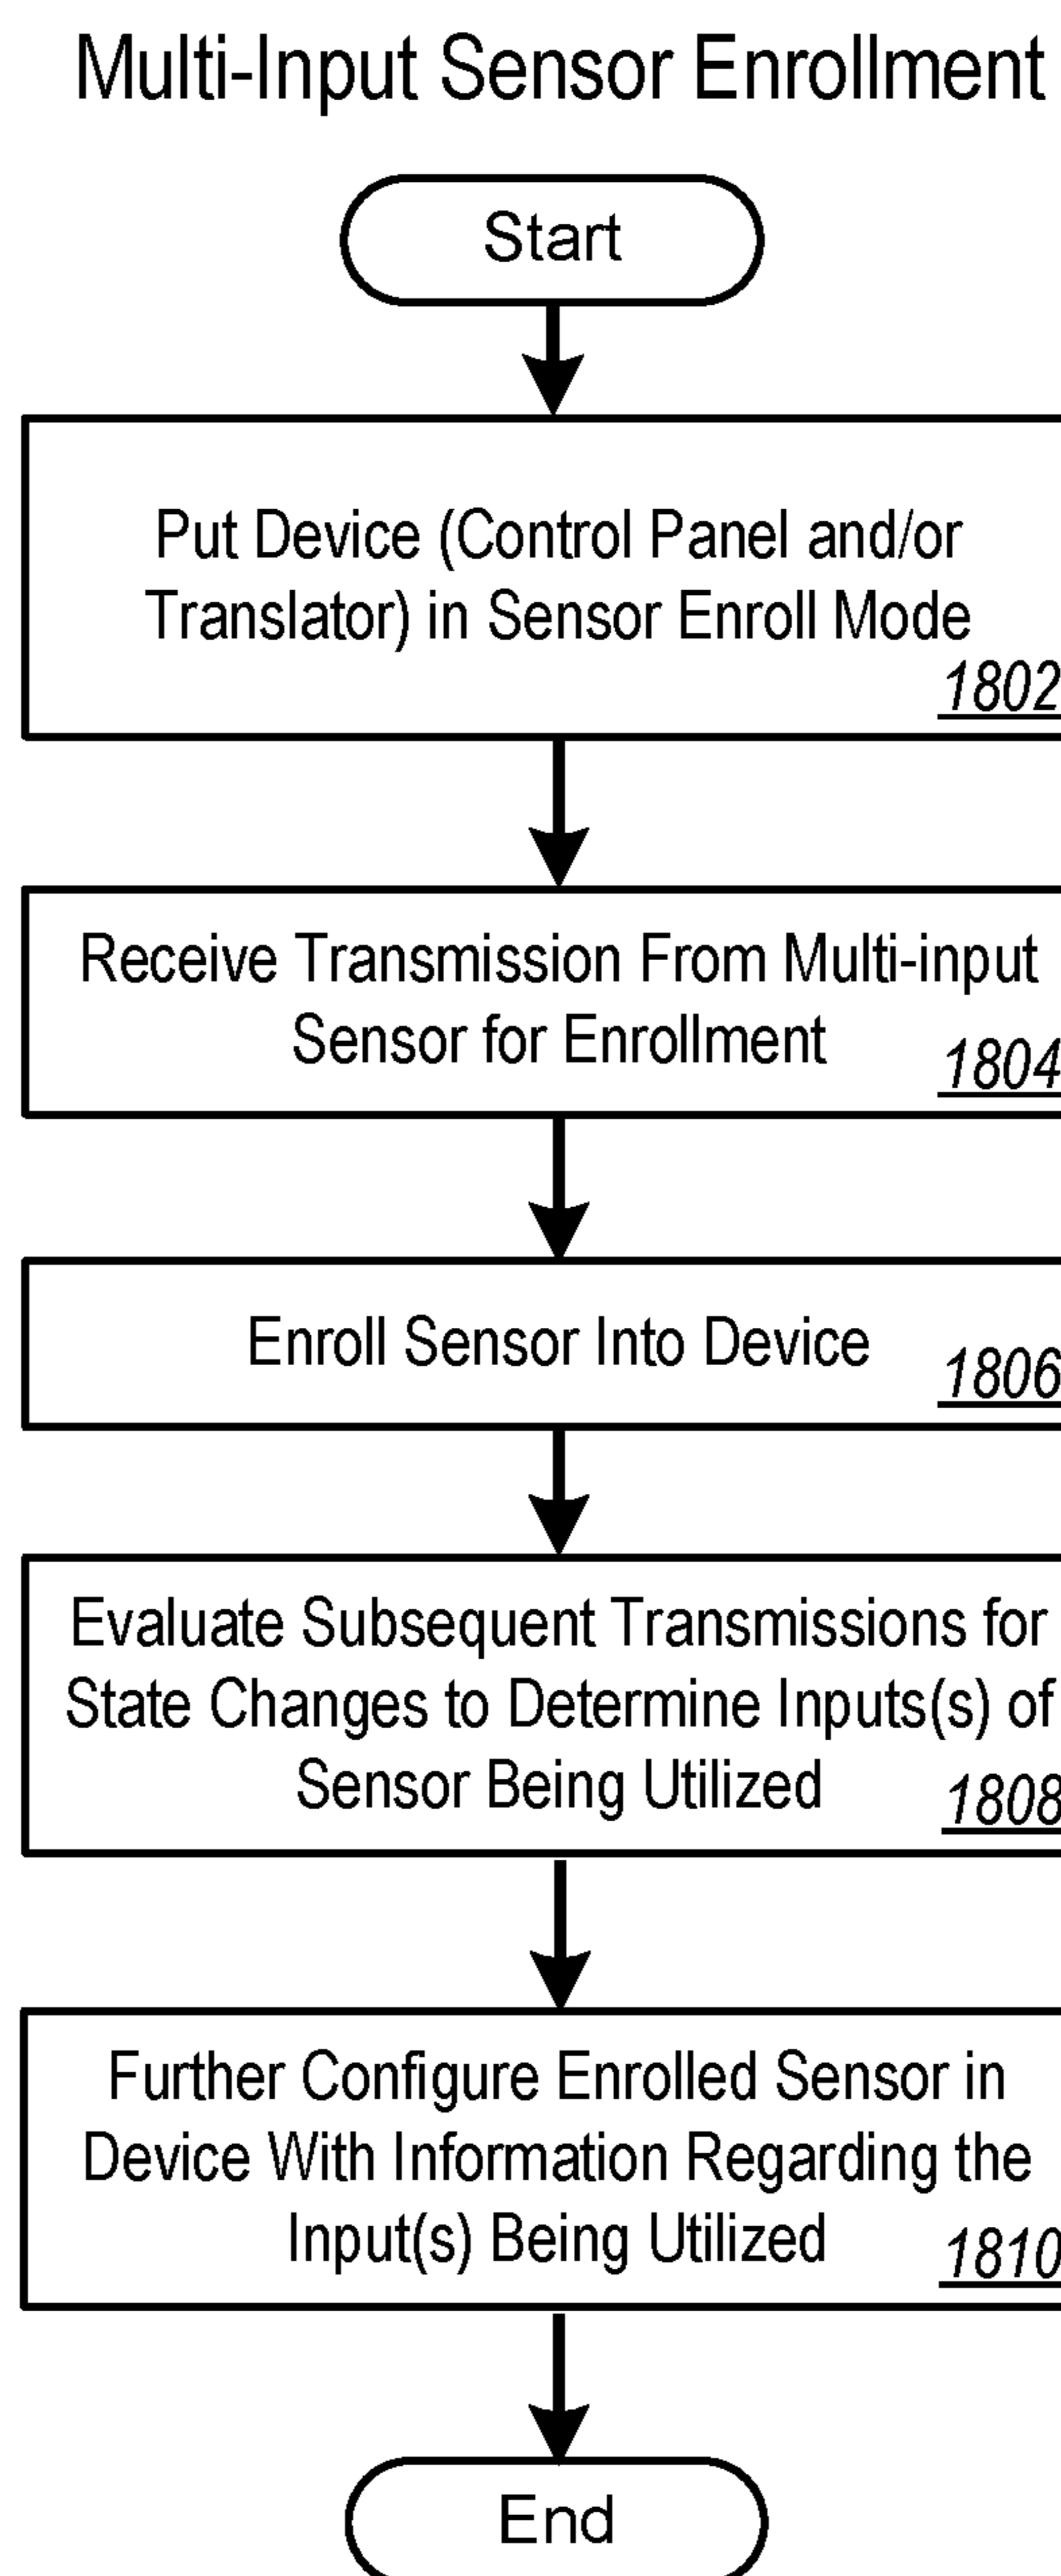 Multi-Input Sensor Enrollment
Start
Put Device (Control Panel and/or
Translator) in Sensor Enroll Mode
1802
Receive Transmission From Multi-input
Sensor for Enrollment
1804
Enroll Sensor Into Device
1806
Evaluate Subsequent Transmissions for
State Changes to Determine Inputs(s) of
Sensor Being Utilized
1808
Further Configure Enrolled Sensor in
Device With Information Regarding the
Input(s) Being Utilized
1810
End